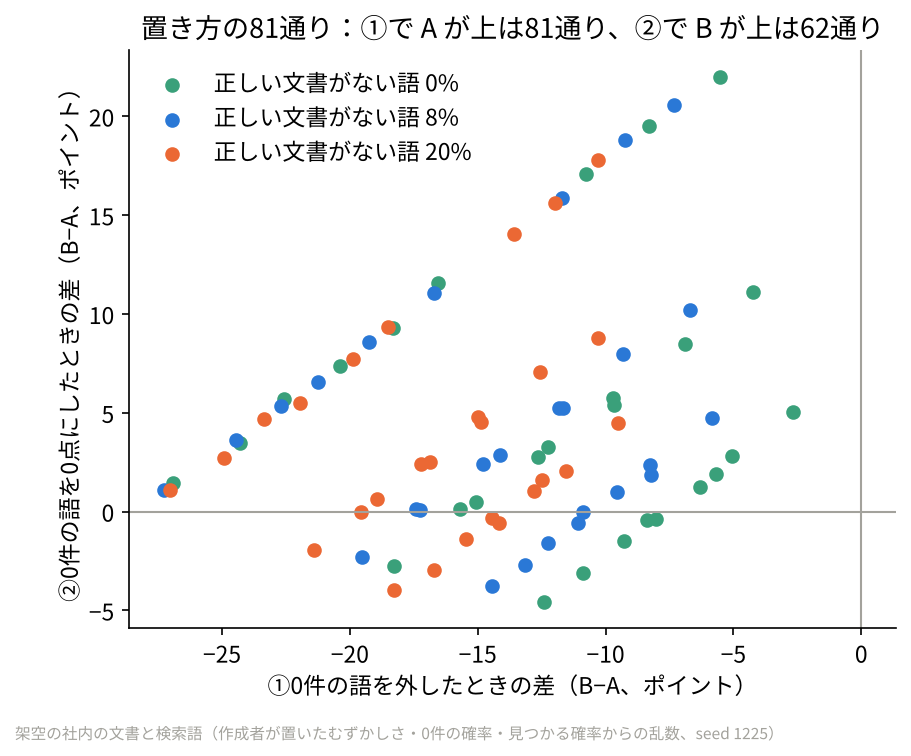 置き方の81通り：①で A が上は81通り、②で B が上は62通り
正しい文書がない語 0%
正しい文書がない語 8%
正しい文書がない語 20%
②0件の語を0点にしたときの差（B−A、ポイント）
20
15
10
5
0
−5
−25
−20
−15
−10
−5
0
①0件の語を外したときの差（B−A、ポイント）
架空の社内の文書と検索語（作成者が置いたむずかしさ・0件の確率・見つかる確率からの乱数、seed 1225）